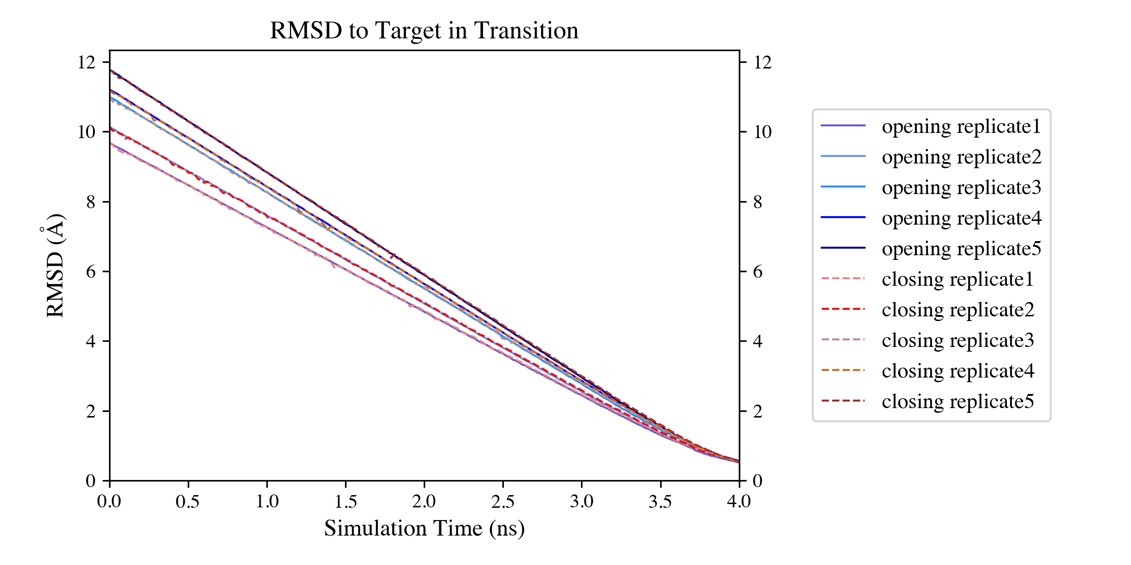 RMSD to Target in Transition
12
10
8
6
4
2
0
RMSD (Å)
12
10
8
6
4
2
0
0.0 0.5 1.0 1.5 2.0 2.5 3.0 3.5 4.0
Simulation Time (ns)
opening replicate1
opening replicate2
opening replicate3
opening replicate4
opening replicate5
closing replicate1
closing replicate2
closing replicate3
closing replicate4
closing replicate5